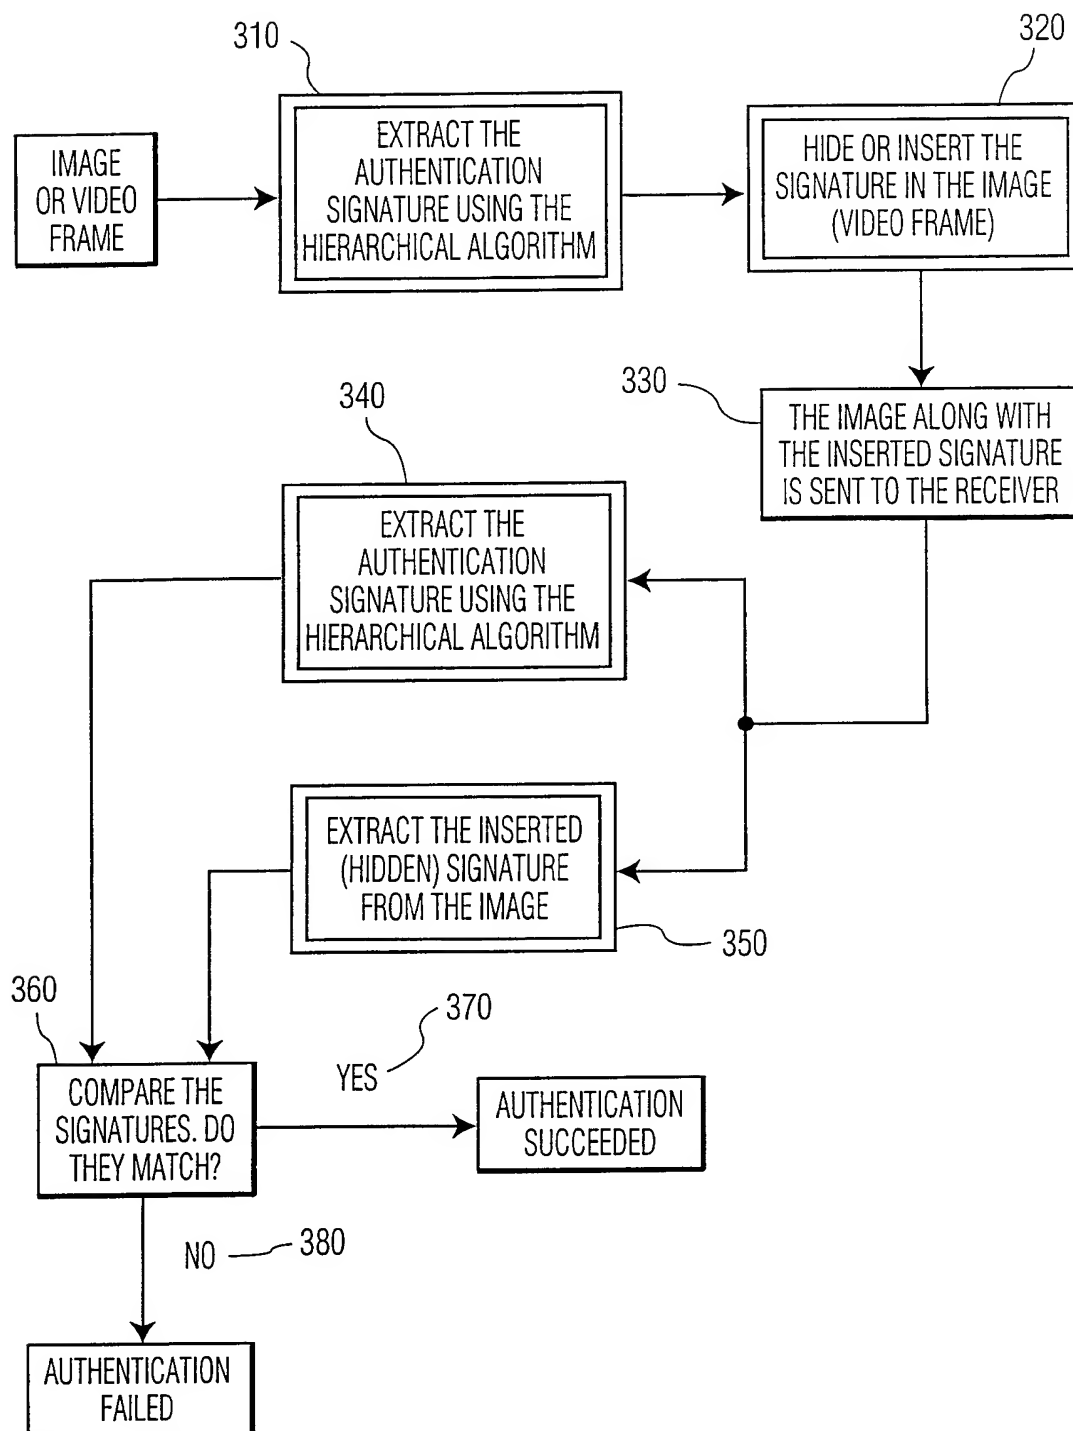 310
320
IMAGE
OR VIDEO
FRAME
EXTRACT THE
AUTHENTICATION
SIGNATURE USING THE
HIERARCHICAL ALGORITHM
HIDE OR INSERT THE
SIGNATURE IN THE IMAGE
(VIDEO FRAME)
330
THE IMAGE ALONG WITH
THE INSERTED SIGNATURE
IS SENT TO THE RECEIVER
340
EXTRACT THE
AUTHENTICATION
SIGNATURE USING THE
HIERARCHICAL ALGORITHM
EXTRACT THE INSERTED
(HIDDEN) SIGNATURE
FROM THE IMAGE
350
360
COMPARE THE
SIGNATURES. DO
THEY MATCH?
370
YES
AUTHENTICATION
SUCCEEDED
NO
380
AUTHENTICATION
FAILED